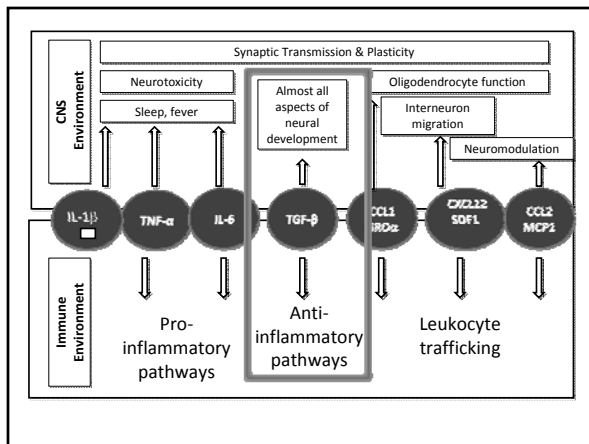 Synaptic Transmission & Plasticity
Neurotoxicity
Almost all
aspects of
neural
development
Oligodendrocyte function
Sleep, fever
Interneuron
migration
Neuromodulation
CNS
Environment
IL-1β
TNF-α
IL-6
TGF-β
CCL1
GROα
CXCL12
SDF1
CCL2
MCP1
Immune
Environment
Pro-
inflammatory
pathways
Anti-
inflammatory
pathways
Leukocyte
trafficking